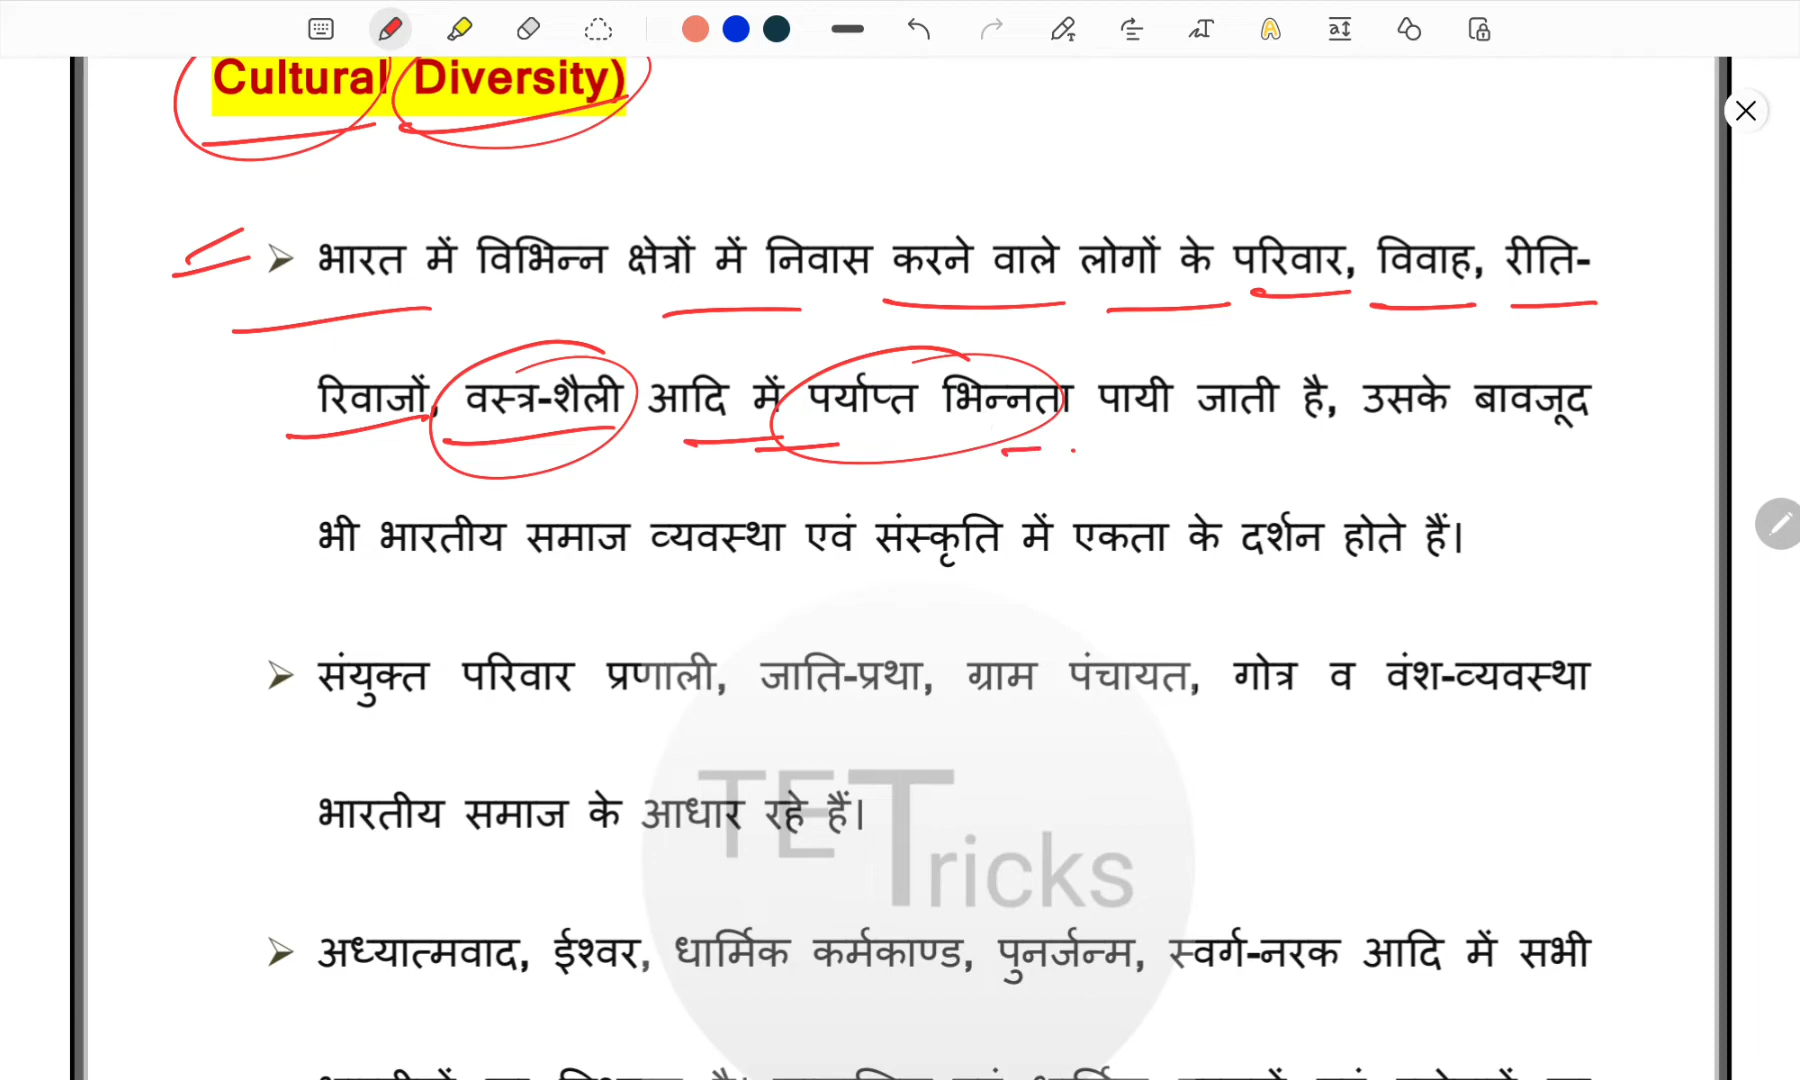 Cultural Diversity)
➢ भारत में विभिन्न क्षेत्रों में निवास करने वाले लोगों के परिवार, विवाह, रीति-
रिवाजों, वस्त्र-शैली आदि में पर्याप्त भिन्नता पायी जाती है, उसके बावजूद
भी भारतीय समाज व्यवस्था एवं संस्कृति में एकता के दर्शन होते हैं।
➢ संयुक्त परिवार प्रणाली, जाति-प्रथा, ग्राम पंचायत, गोत्र व वंश-व्यवस्था
भारतीय समाज के आधार रहे हैं।
TETricks
➢ अध्यात्मवाद, ईश्वर, धार्मिक कर्मकाण्ड, पुनर्जन्म, स्वर्ग-नरक आदि में सभी